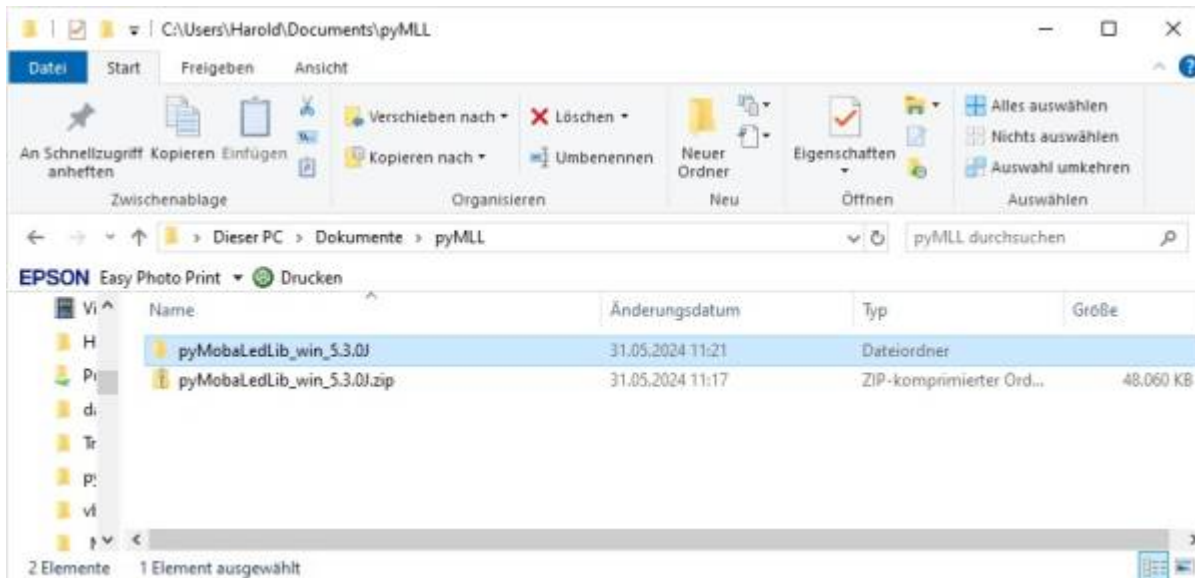 C:\Users\Harold\Documents\pyMLL
Datei Start Freigeben Ansicht
An Schnellzugriff anheften
Kopieren
Einfügen
Verschieben nach
Kopieren nach
Löschen
Umbenennen
Neuer Ordner
Eigenschaften
Alles auswählen
Nichts auswählen
Auswahl umkehren
Zwischenablage Organisieren Neu Öffnen Auswählen
Dieser PC > Dokumente > pyMLL
pyMLL durchsuchen
EPSON Easy Photo Print Drucken
Name Änderungsdatum Typ Größe
pyMobaLedLib_win_5.3.0J 31.05.2024 11:21 Dateiordner
pyMobaLedLib_win_5.3.0J.zip 31.05.2024 11:17 ZIP-komprimierter Ord... 48.060 KB
Vi
H
di
Tr
2 Elemente 1 Element ausgewählt